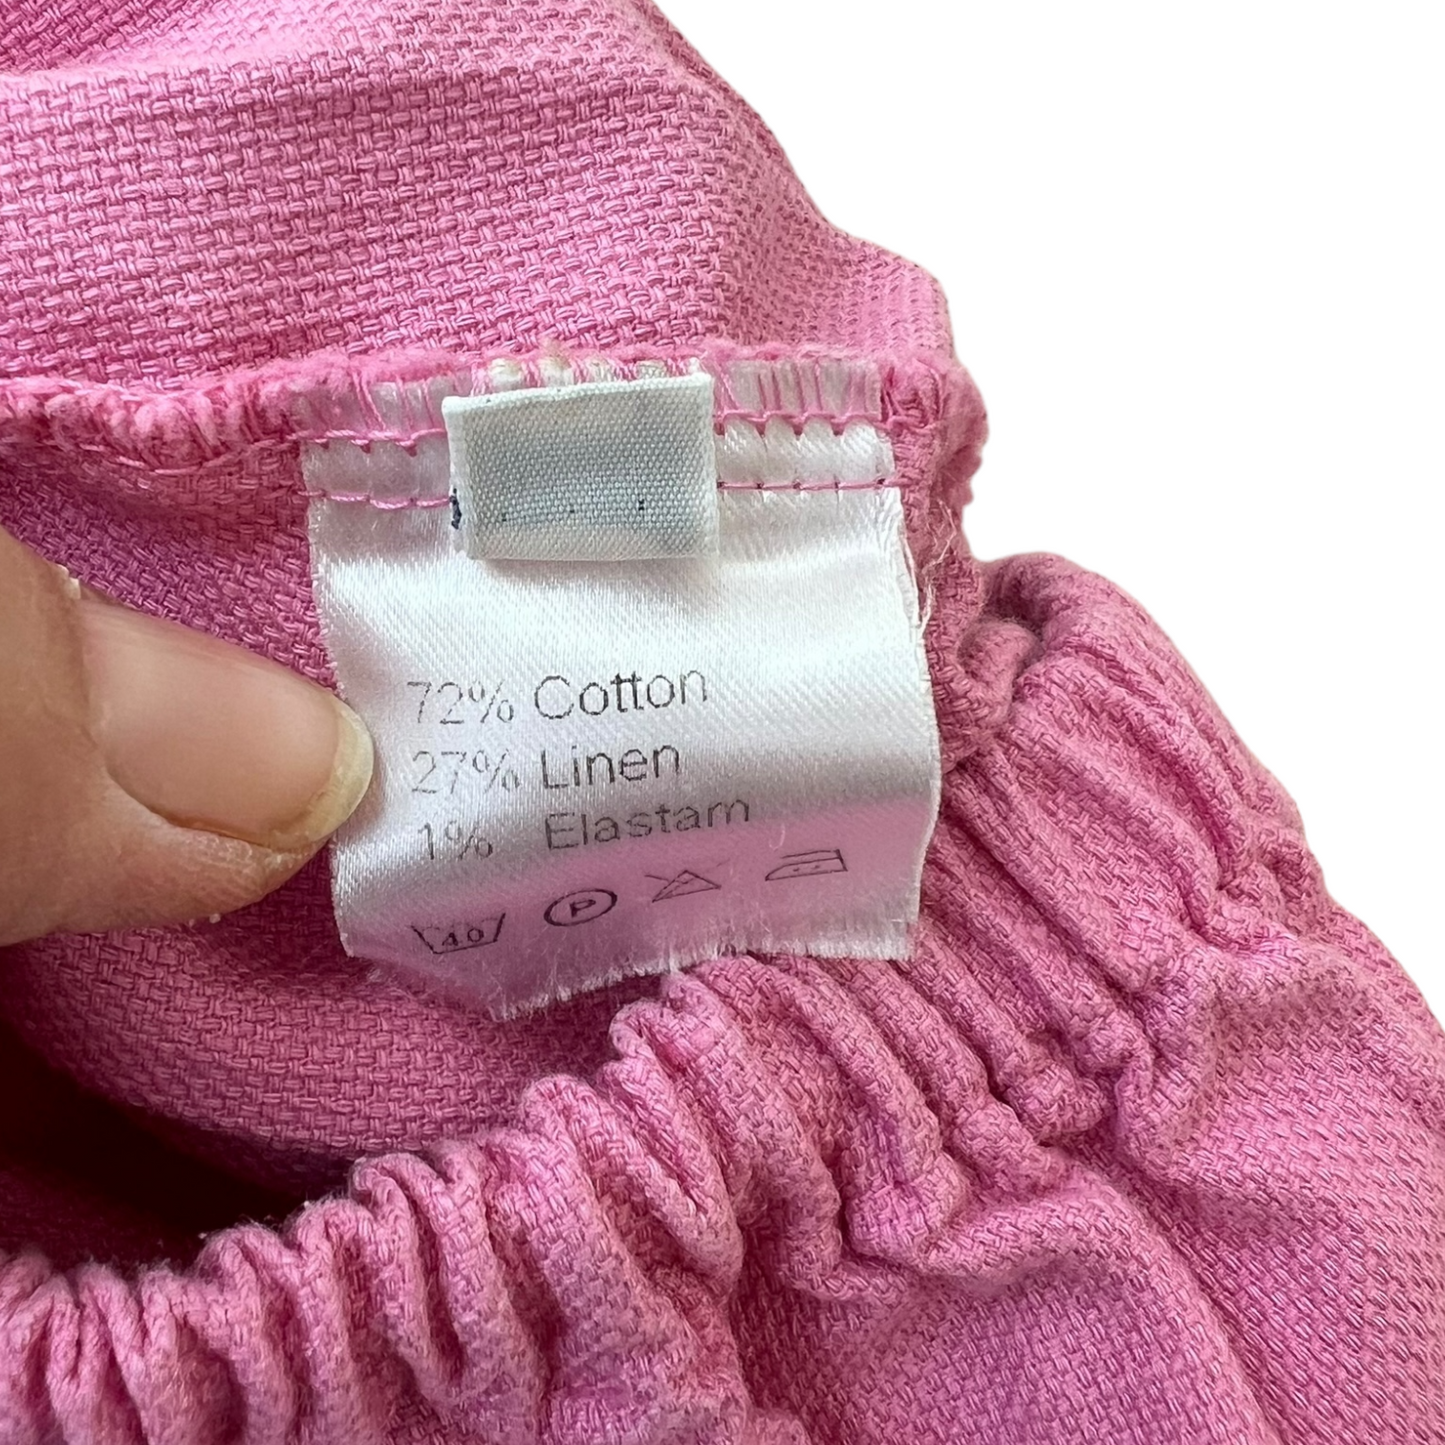 72% Cotton
27% Linen
1% Elastam
40 P